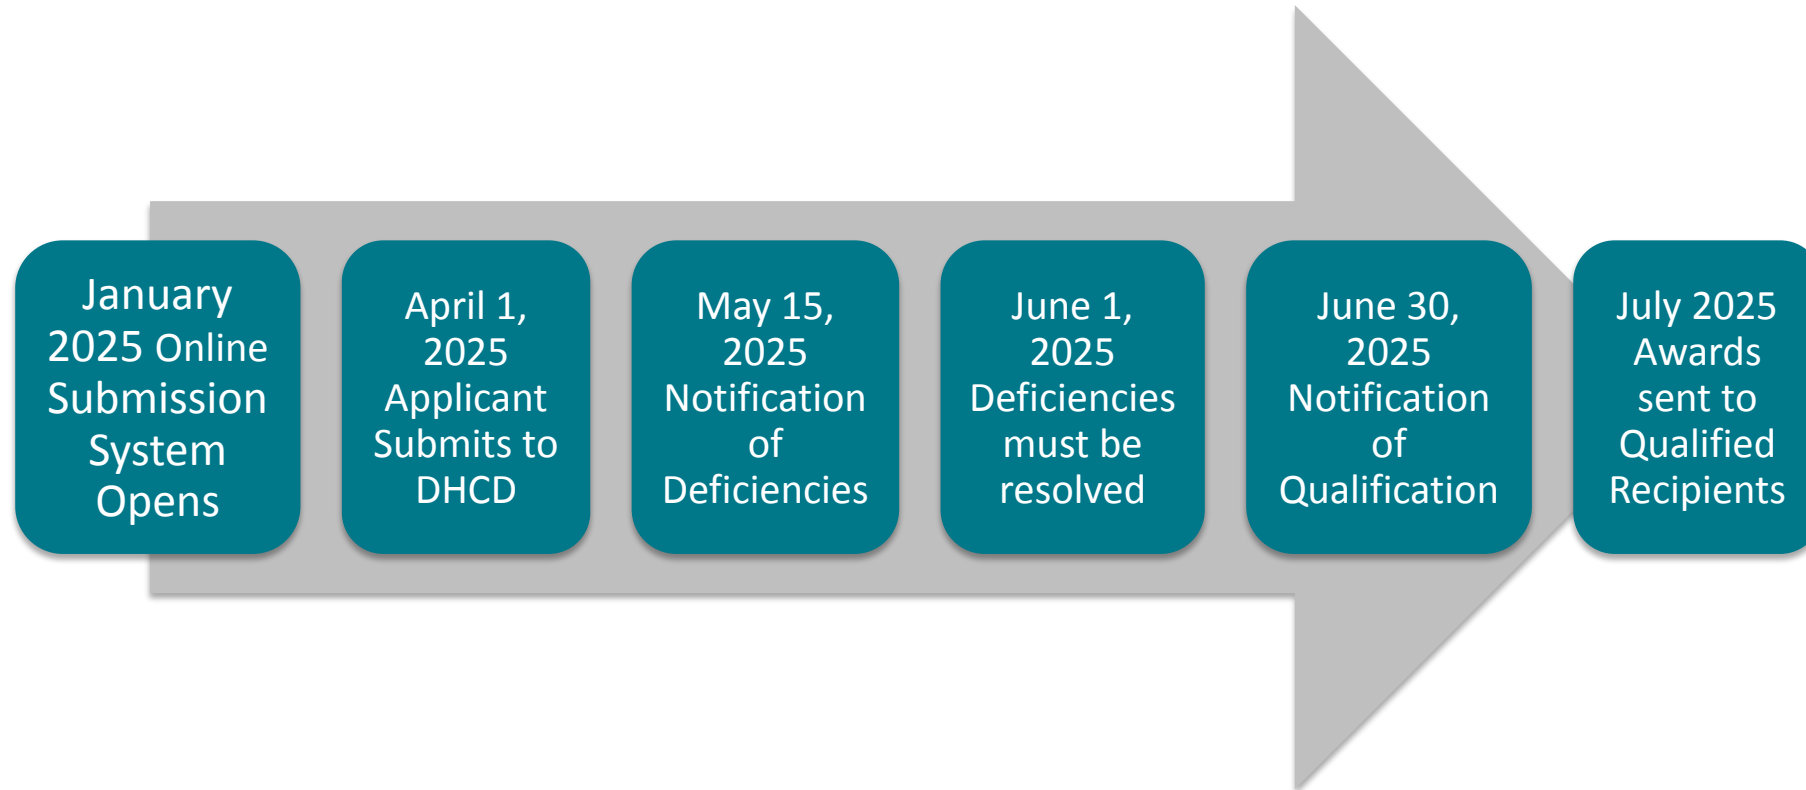 January
2025 Online
Submission
System
Opens
April 1,
2025
Applicant
Submits to
DHCD
May 15,
2025
Notification
of
Deficiencies
June 1,
2025
Deficiencies
must be
resolved
June 30,
2025
Notification
of
Qualification
July 2025
Awards
sent to
Qualified
Recipients